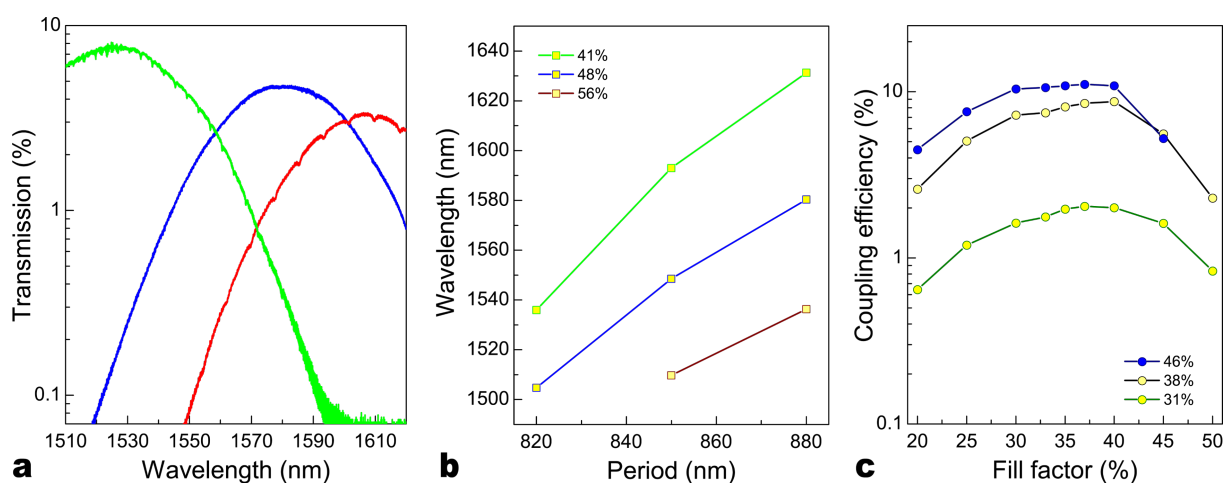 10
1
0.1
Transmission (%)
1510 1530 1550 1570 1590 1610
Wavelength (nm)
a
1640
1620
1600
1580
1560
1540
1520
1500
Wavelength (nm)
41%
48%
56%
820 840 860 880
Period (nm)
b
10
1
0.1
Coupling efficiency (%)
46%
38%
31%
20 25 30 35 40 45 50
Fill factor (%)
c